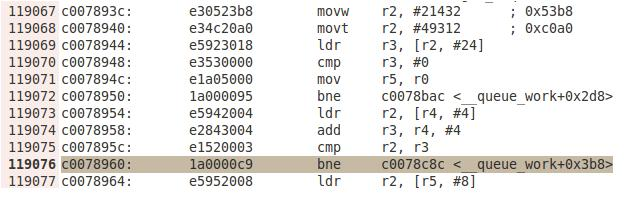 119067 c007893c: e30523b8 movw r2, #21432 ; 0x53b8
119068 c0078940: e34c20a0 movt r2, #49312 ; 0xc0a0
119069 c0078944: e5923018 ldr r3, [r2, #24]
119070 c0078948: e3530000 cmp r3, #0
119071 c007894c: e1a05000 mov r5, r0
119072 c0078950: 1a000095 bne c0078bac <__queue_work+0x2d8>
119073 c0078954: e5942004 ldr r2, [r4, #4]
119074 c0078958: e2843004 add r3, r4, #4
119075 c007895c: e1520003 cmp r2, r3
119076 c0078960: 1a0000c9 bne c0078c8c <__queue_work+0x3b8>
119077 c0078964: e5952008 ldr r2, [r5, #8]